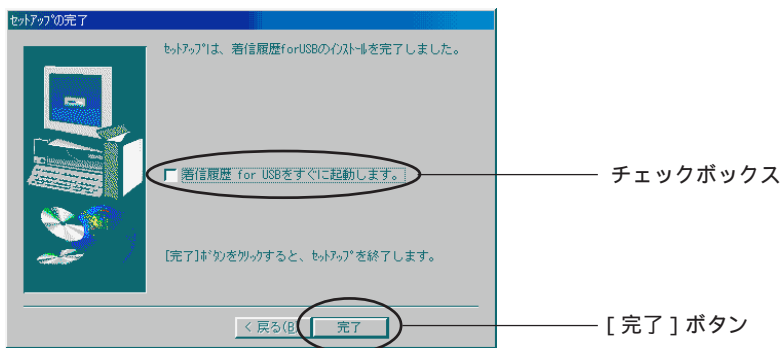 セットアップの完了
セットアップは、着信履歴forUSBのインストールを完了しました。
着信履歴 for USBをすぐに起動します。
チェックボックス
[完了]ボタンをクリックすると、セットアップを終了します。
< 戻る(B)
完了
[ 完了 ] ボタン